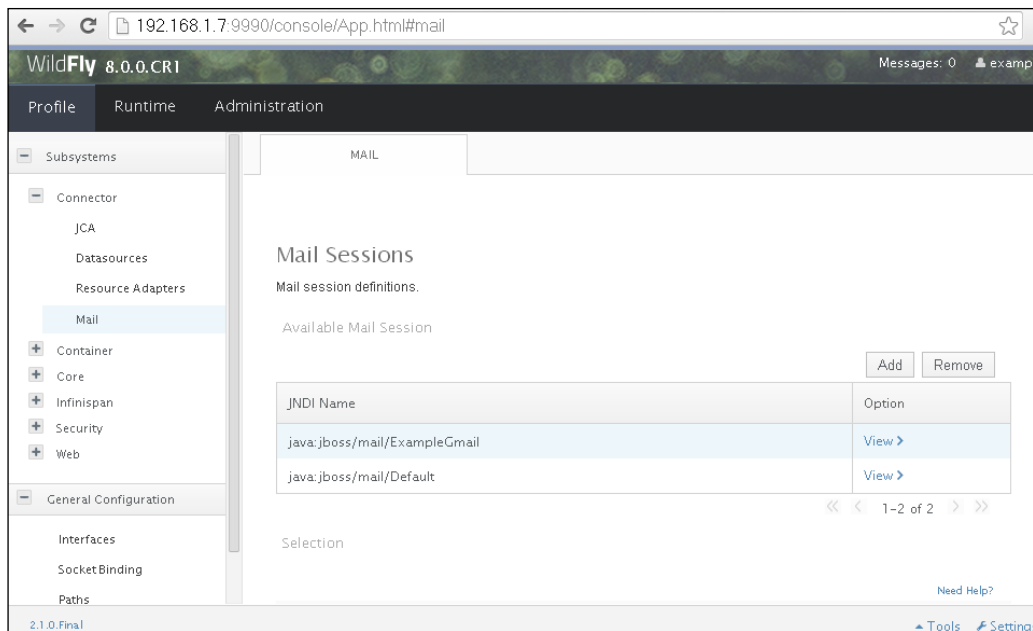 192.168.1.7:9990/console/App.html#mail
WildFly 8.0.0.CR1
Messages: 0 examp
Profile Runtime Administration
Subsystems
MAIL
Connector
JCA
Datasources
Resource Adapters
Mail
Container
Core
Infinispan
Security
Web
General Configuration
Interfaces
Socket Binding
Paths
Mail Sessions
Mail session definitions.
Available Mail Session
Add Remove
JNDI Name Option
java:jboss/mail/ExampleGmail View
java:jboss/mail/Default View
1-2 of 2
Selection
Need Help?
2.1.0.Final
Tools Setting